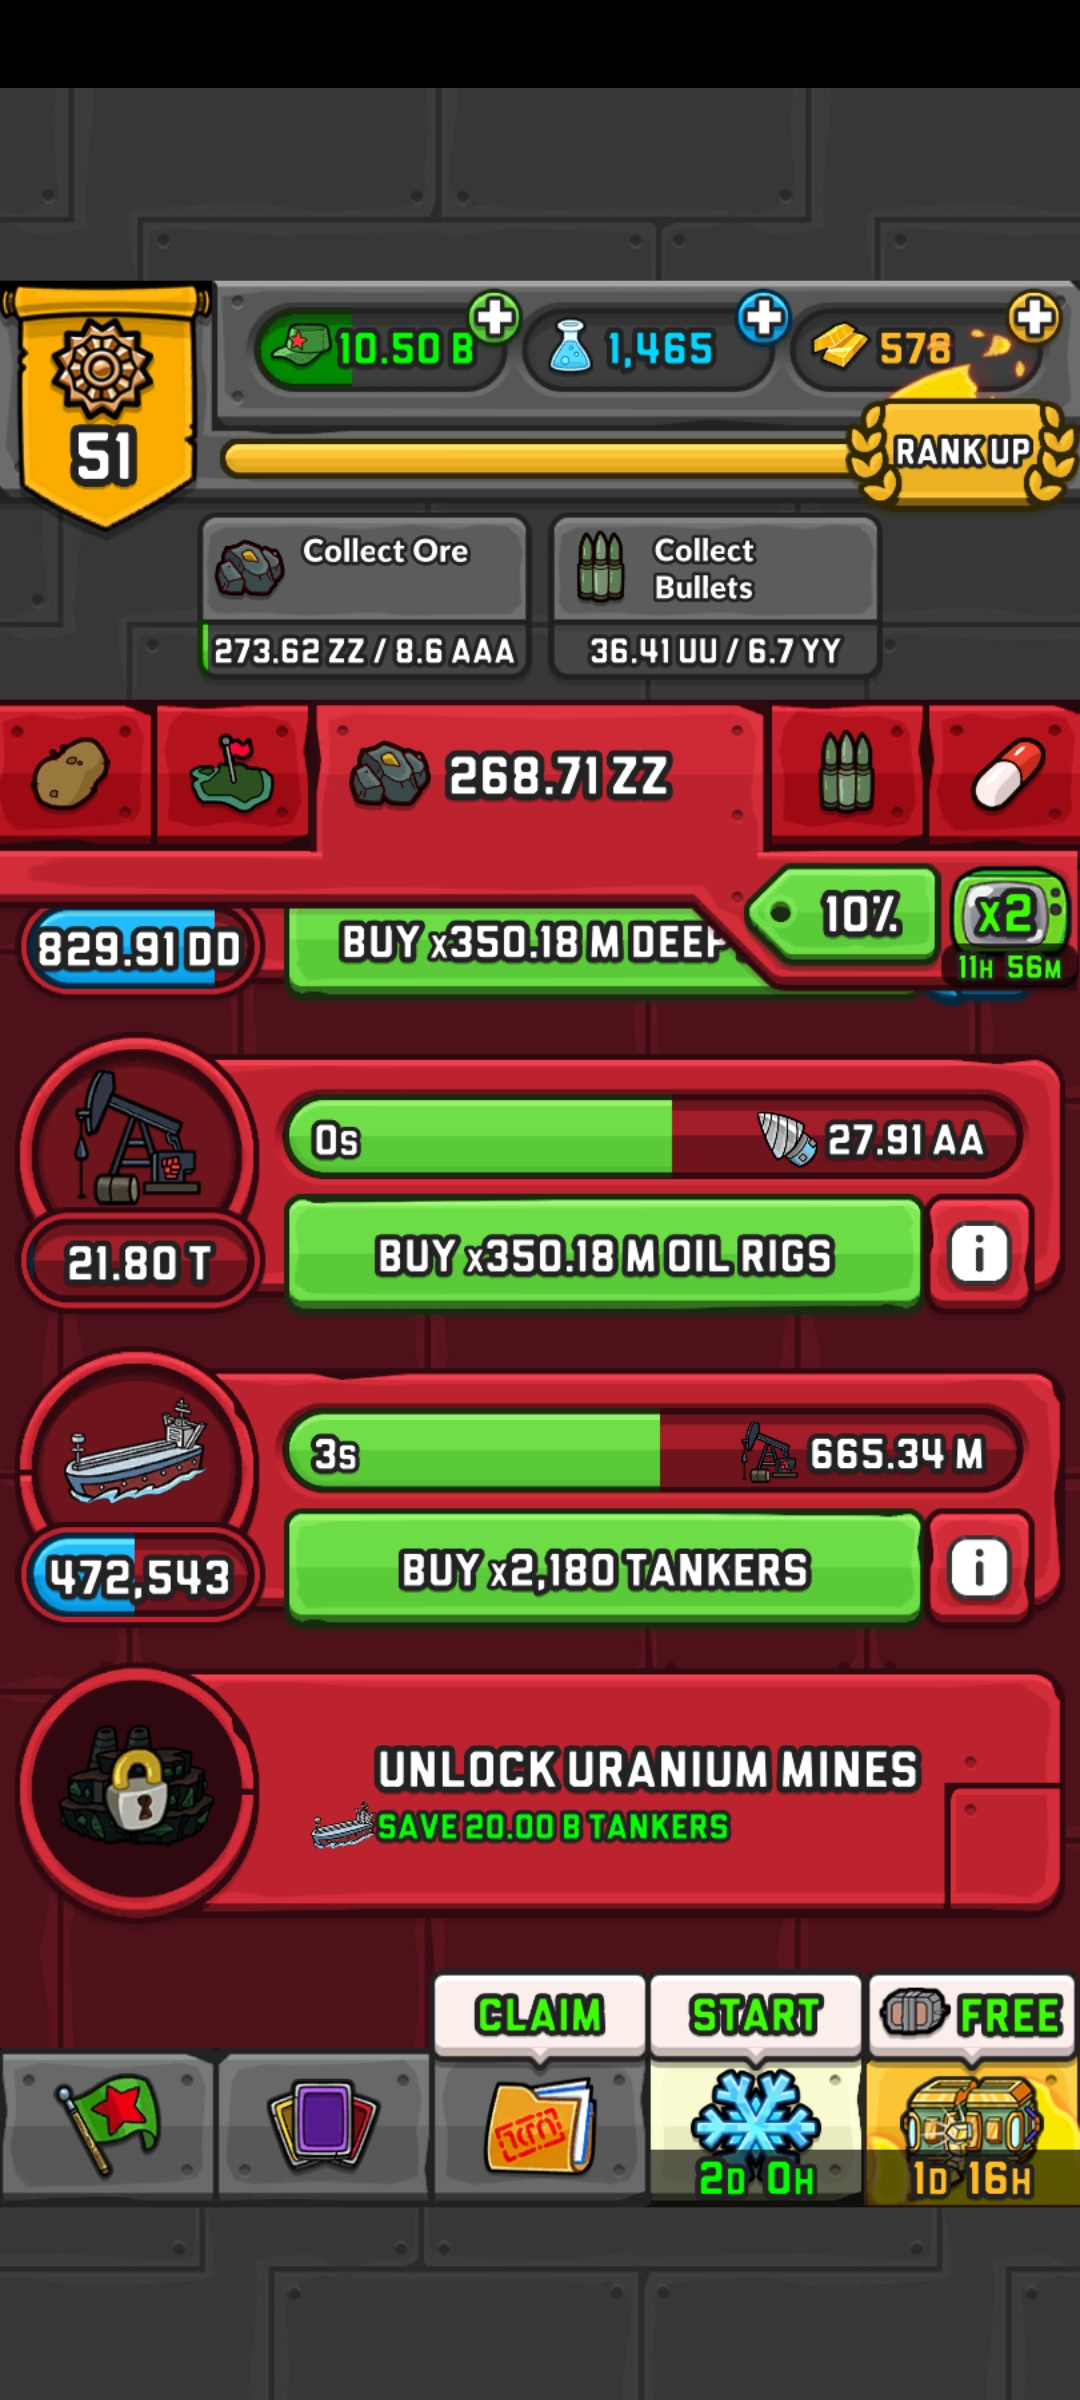 10.50 B
1,465
578
51
RANK UP
Collect Ore
273.62 ZZ / 8.6 AAA
Collect
Bullets
36.41 UU / 6.7 YY
268.71 ZZ
10%
x2
11H 56M
829.91 DD
BUY x350.18 M DEEP
0s
27.91 AA
21.80 T
BUY x350.18 M OIL RIGS
i
3s
665.34 M
472,543
BUY x2,180 TANKERS
i
UNLOCK URANIUM MINES
SAVE 20.00 B TANKERS
CLAIM
START
FREE
2D 0H
1D 16H